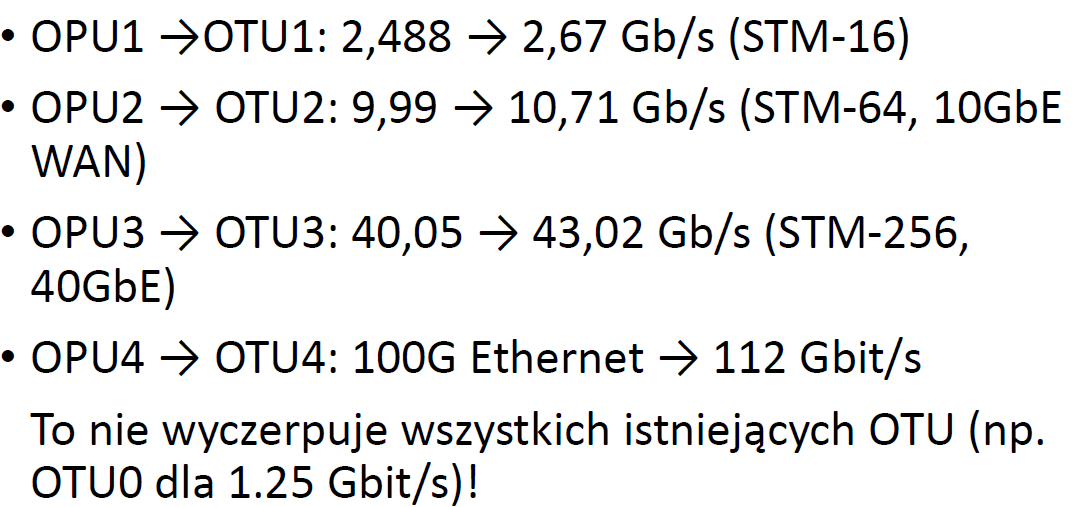 • OPU1 →OTU1: 2,488 → 2,67 Gb/s (STM-16)
• OPU2 → OTU2: 9,99 → 10,71 Gb/s (STM-64, 10GbE
WAN)
• OPU3 → OTU3: 40,05 → 43,02 Gb/s (STM-256,
40GbE)
• OPU4 → OTU4: 100G Ethernet → 112 Gbit/s
To nie wyczerpuje wszystkich istniejących OTU (np.
OTU0 dla 1.25 Gbit/s)!